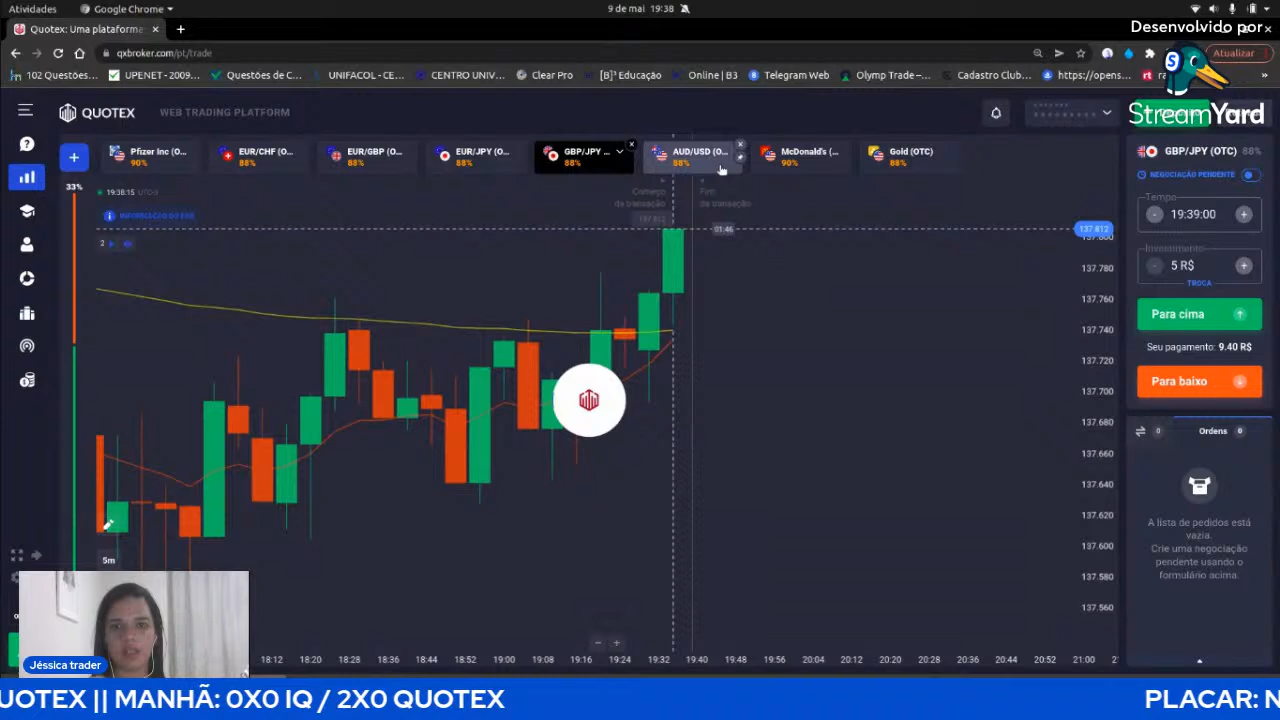 Atividades
Google Chrome
9 de mai 19:38
Quotex: Uma plataforma
Desenvolvido por
StreamYard
qxbroker.com/pt/trade
Atualizar
102 Questões...
UPENET - 2009...
Questões de C...
UNIFACOL - CE...
CENTRO UNIV...
Clear Pro
[B]³ Educação
Online | B3
Telegram Web
Olymp Trade –...
Cadastro Club...
https://opens...
QUOTEX
WEB TRADING PLATFORM
Pfizer Inc (O...
90%
EUR/CHF (O...
88%
EUR/GBP (O...
88%
EUR/JPY (O...
88%
GBP/JPY ...
88%
AUD/USD (O...
88%
McDonald's (...
90%
Gold (OTC)
88%
33%
19:38:15 UTC-3
INFORMAÇÃO DO PAR
2
Começo
da transação
Fim
da transação
137.812
01:46
137.812
137.800
137.780
137.760
137.740
137.720
137.700
137.680
137.660
137.640
137.620
137.600
137.580
137.560
5m
18:12
18:20
18:28
18:36
18:44
18:52
19:00
19:08
19:16
19:24
19:32
19:40
19:48
19:56
20:04
20:12
20:20
20:28
20:36
20:44
20:52
21:00
GBP/JPY (OTC) 88%
NEGOCIAÇÃO PENDENTE
Tempo
- 19:39:00 +
Investimento
- 5 R$ +
TROCA
Para cima
Seu pagamento: 9.40 R$
Para baixo
0
Ordens 0
A lista de pedidos está
vazia.
Crie uma negociação
pendente usando o
formulário acima.
Jéssica trader
UOTEX || MANHÃ: 0X0 IQ / 2X0 QUOTEX
PLACAR: N